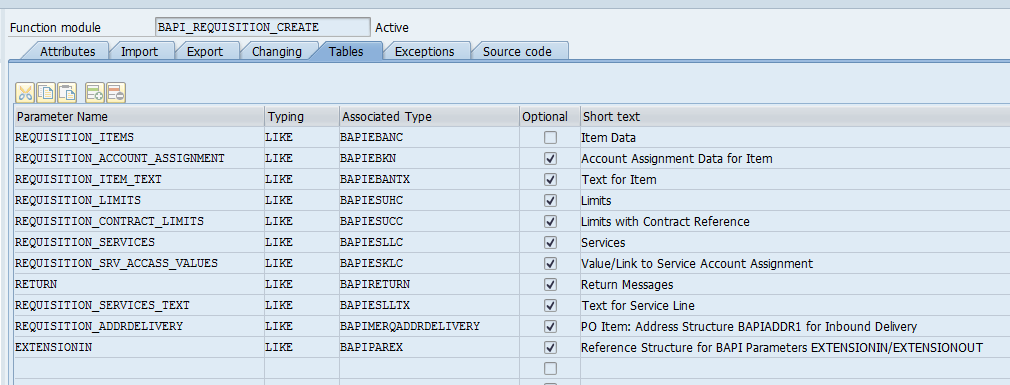 Function module BAPI_REQUISITION_CREATE Active
Attributes Import Export Changing Tables Exceptions Source code
Parameter Name Typing Associated Type Optional Short text
REQUISITION_ITEMS LIKE BAPIEBANC Item Data
REQUISITION_ACCOUNT_ASSIGNMENT LIKE BAPIEBKN Account Assignment Data for Item
REQUISITION_ITEM_TEXT LIKE BAPIEBANTX Text for Item
REQUISITION_LIMITS LIKE BAPIESUHC Limits
REQUISITION_CONTRACT_LIMITS LIKE BAPIESUCC Limits with Contract Reference
REQUISITION_SERVICES LIKE BAPIESLLC Services
REQUISITION_SRV_ACCASS_VALUES LIKE BAPIESKLC Value/Link to Service Account Assignment
RETURN LIKE BAPIRETURN Return Messages
REQUISITION_SERVICES_TEXT LIKE BAPIESLLTX Text for Service Line
REQUISITION_ADDRDELIVERY LIKE BAPIMERQADDRDELIVERY PO Item: Address Structure BAPIADDR1 for Inbound Delivery
EXTENSIONIN LIKE BAPIPAREX Reference Structure for BAPI Parameters EXTENSIONIN/EXTENSIONOUT